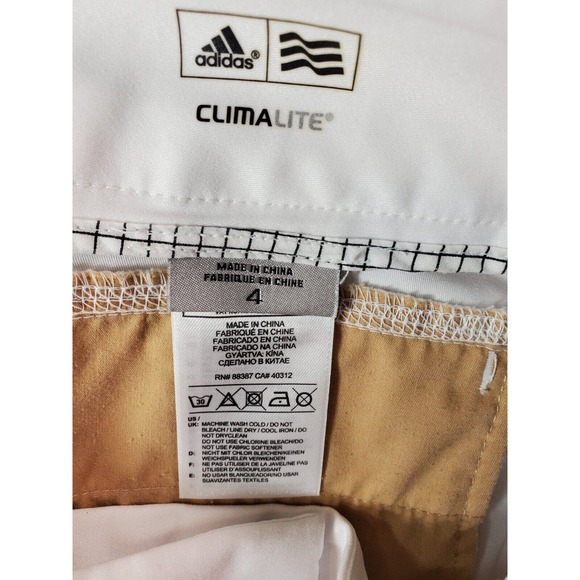 adidas®
CLIMALITE®
MADE IN CHINA
FABRIQUÉ EN CHINE
4
MADE IN CHINA
FABRIQUÉ EN CHINE
FABRICADO EN CHINA
FABRICADO NA CHINA
GYÁRTVA: KÍNA
СДЕЛАНО В КИТАЕ
RN# 88387 CA# 40312
30
US /
UK: MACHINE WASH COLD / DO NOT
BLEACH / LINE DRY / COOL IRON / DO
NOT DRYCLEAN
DO NOT USE CHLORINE BLEACH/DO
NOT USE FABRIC SOFTENER
D: NICHT MIT CHLOR BLEICHEN/KEINEN
WEICHSPUELER VERWENDEN
F: NE PAS UTILISER DE LA JAVEL/NE PAS
UTILISER D'ASSOUPLISSANT
E: NO USAR BLANQUEADOR/NO USAR
SUAVIZANTES TEXTILES